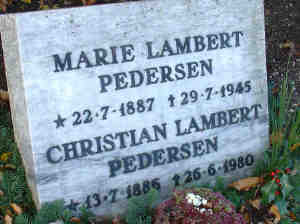 MARIE LAMBERT
PEDERSEN
★ 22-7-1887 ✝ 29-7-1945
CHRISTIAN LAMBERT
PEDERSEN
★ 13-7-1886 ✝ 26-6-1980